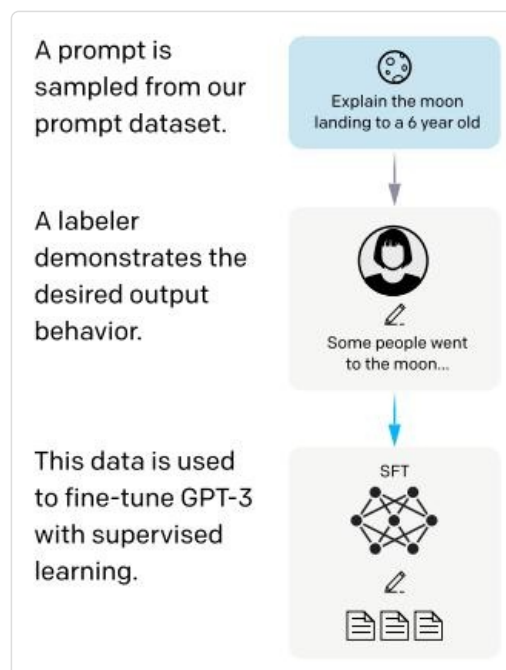 A prompt is
sampled from our
prompt dataset.
Explain the moon
landing to a 6 year old
A labeler
demonstrates the
desired output
behavior.
Some people went
to the moon...
This data is used
to fine-tune GPT-3
with supervised
learning.
SFT